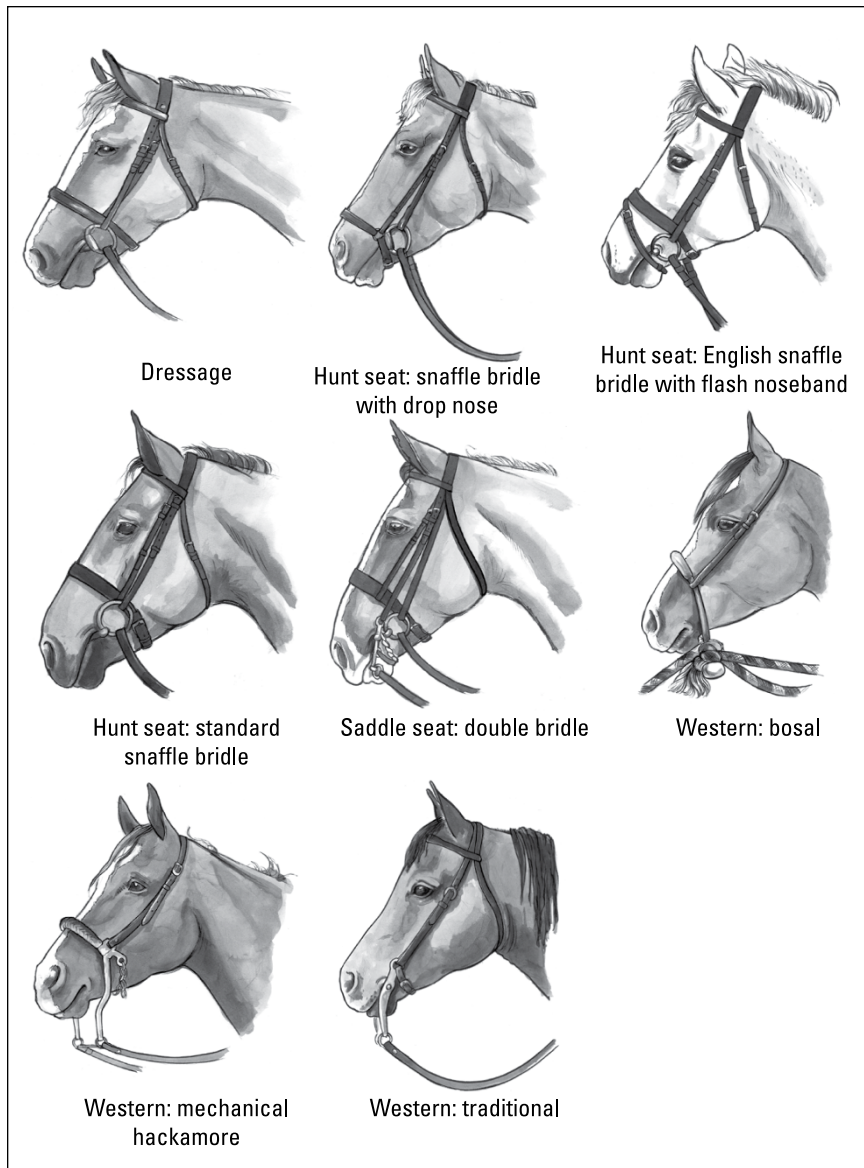 Dressage
Hunt seat: snaffle bridle
with drop nose
Hunt seat: English snaffle
bridle with flash noseband
Hunt seat: standard
snaffle bridle
Saddle seat: double bridle
Western: bosal
Western: mechanical
hackamore
Western: traditional